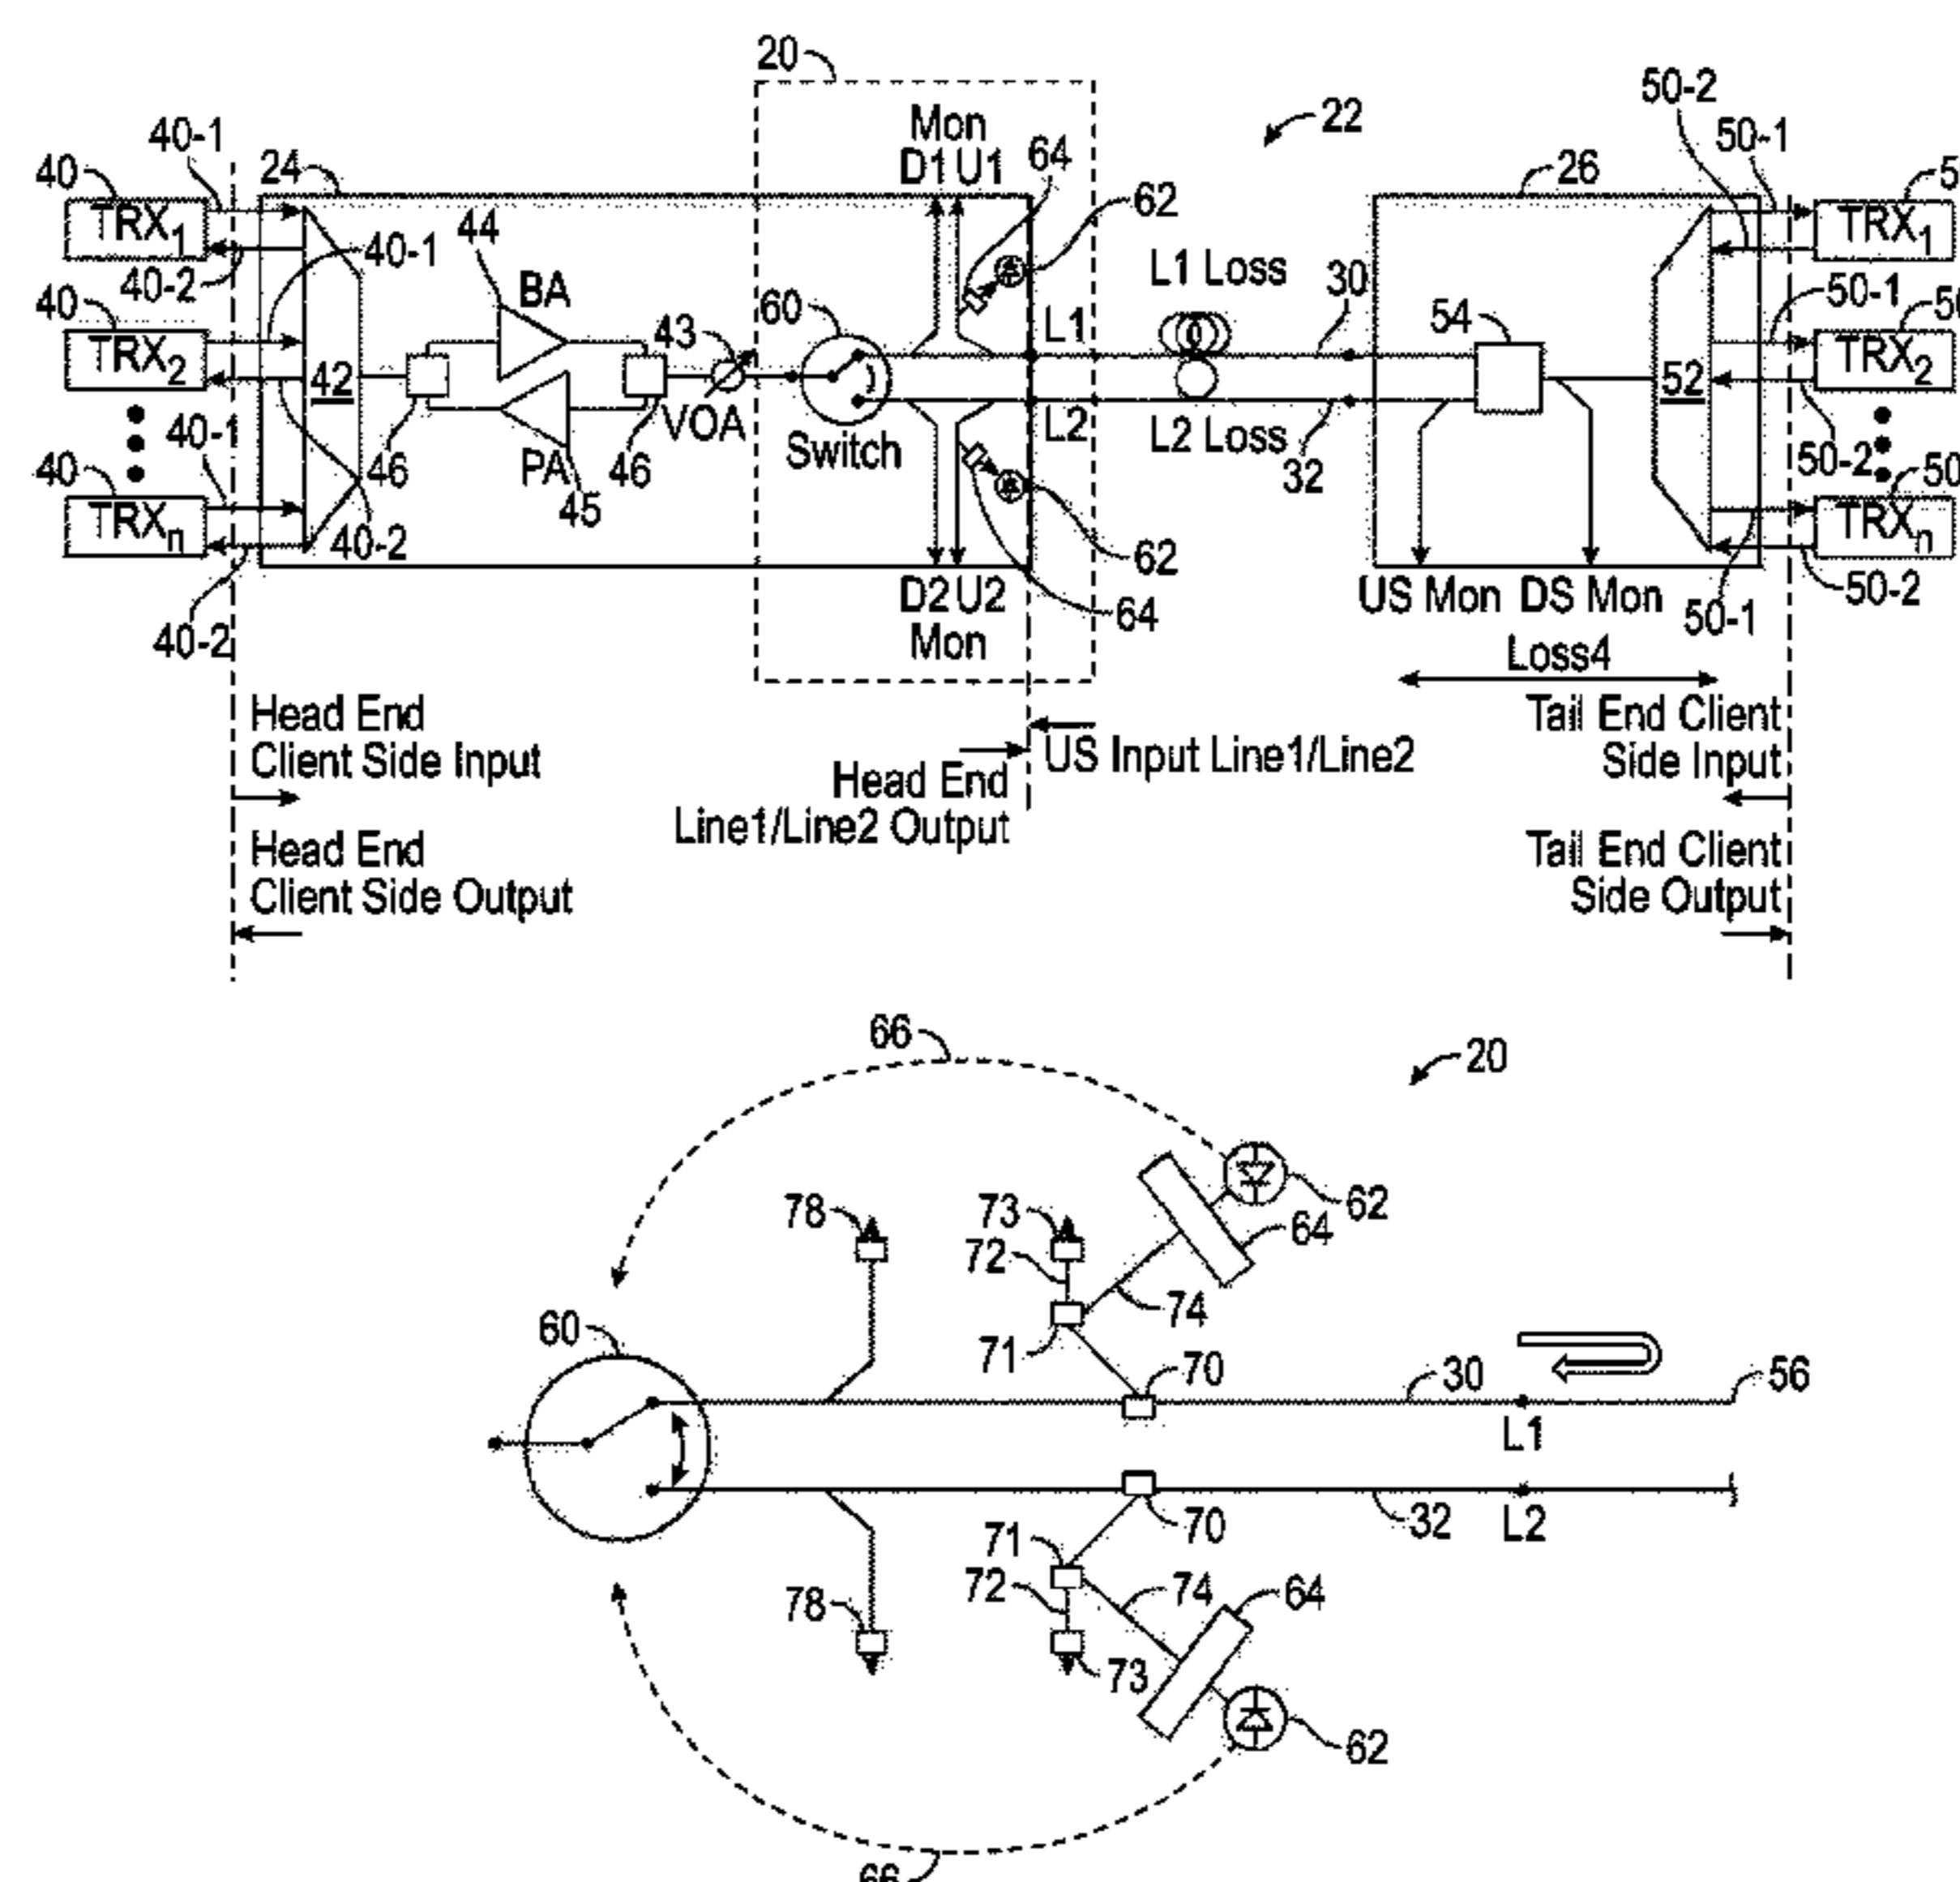 20
22
50-2
50-1
Mon
D1 U1
64
62
40-1
40
24
26
TRX1
40-2
40-1
44
BA
43
60
L1 Loss
30
54
50-1
TRX1
40
TRX2
42
46
VOA
Switch
L1
L2
L2 Loss
32
52
50-2
TRX2
40-1
40
TRXn
46
PA
45
40-2
62
50
TRXn
40-2
D2 U2
Mon
64
US Mon
DS Mon
50-1
50-2
Loss4
Head End
Client Side Input
US Input Line1/Line2
Head End
Line1/Line2 Output
Tail End Client
Side Input
Head End
Client Side Output
Tail End Client
Side Output
66
20
78
73
72
71
74
62
64
60
70
30
56
L1
71
72
70
32
L2
78
73
74
64
62
66